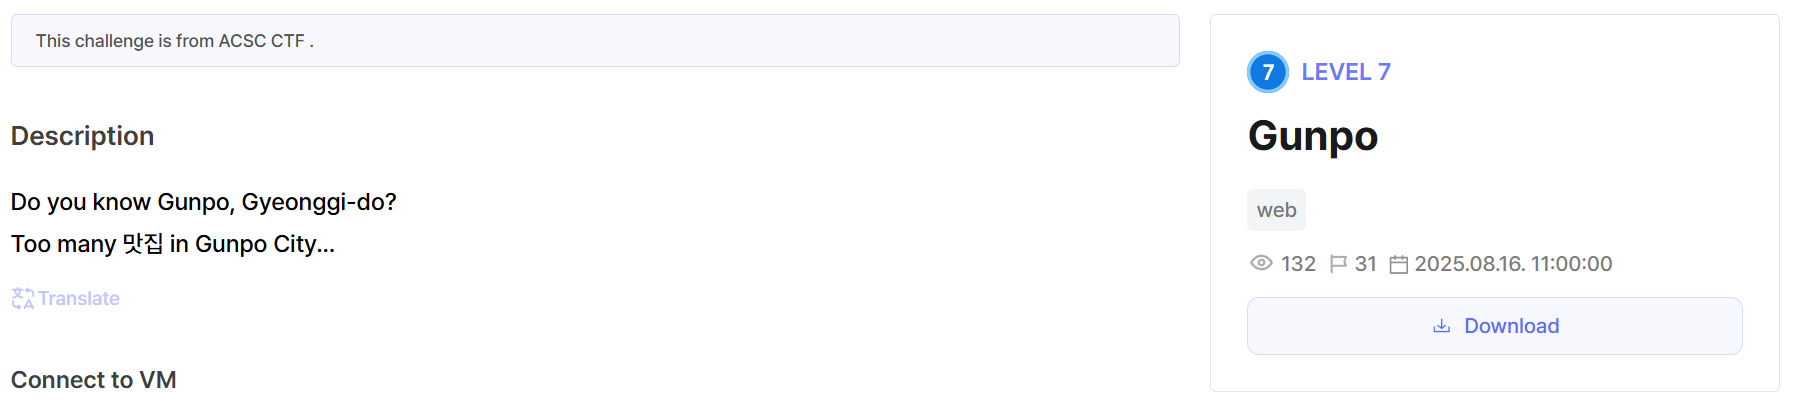 This challenge is from ACSC CTF .
Description
Do you know Gunpo, Gyeonggi-do?
Too many 맛집 in Gunpo City...
Translate
Connect to VM
7 LEVEL 7
Gunpo
web
132 31 2025.08.16. 11:00:00
Download